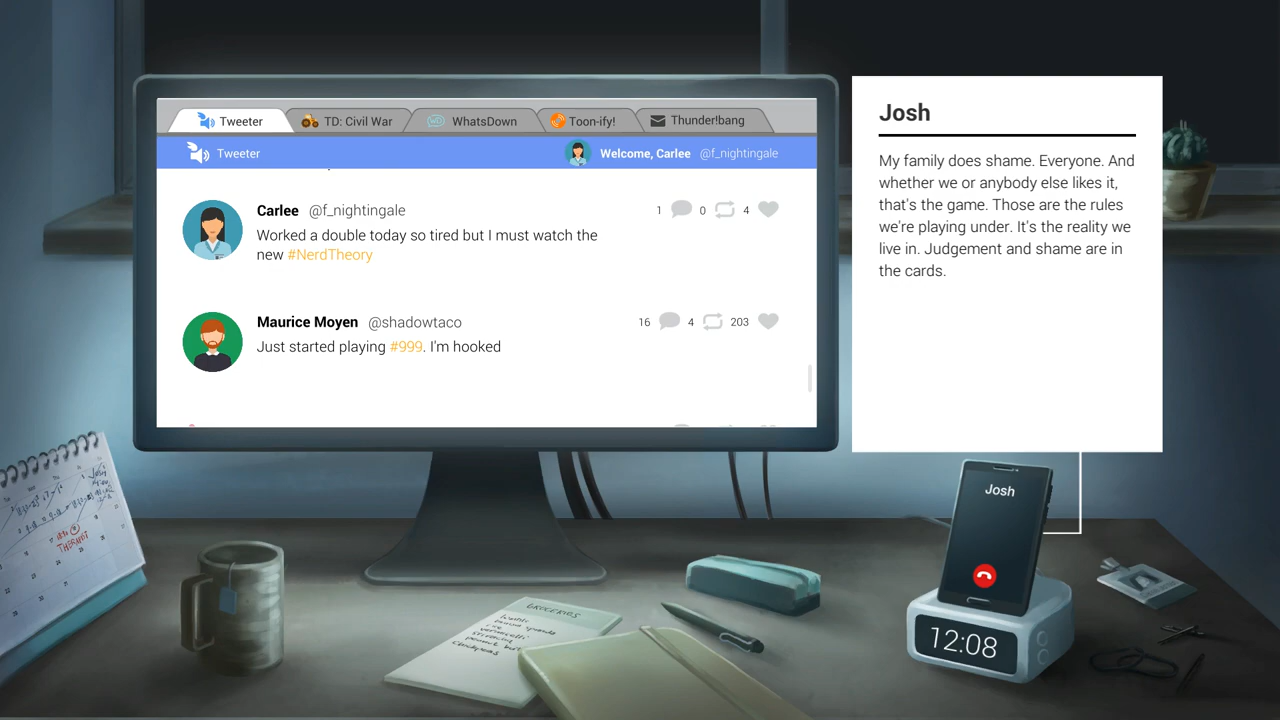 Tweeter
TD: Civil War
WhatsDown
Toon-ify!
Thunder!bang
Tweeter
Welcome, Carlee @f_nightingale
Carlee @f_nightingale
1 0 4
Worked a double today so tired but I must watch the
new #NerdTheory
Maurice Moyen @shadowtaco
16 4 203
Just started playing #999. I'm hooked
Josh
My family does shame. Everyone. And
whether we or anybody else likes it,
that's the game. Those are the rules
we're playing under. It's the reality we
live in. Judgement and shame are in
the cards.
Josh
12:08
THERAPIST
GROCERIES